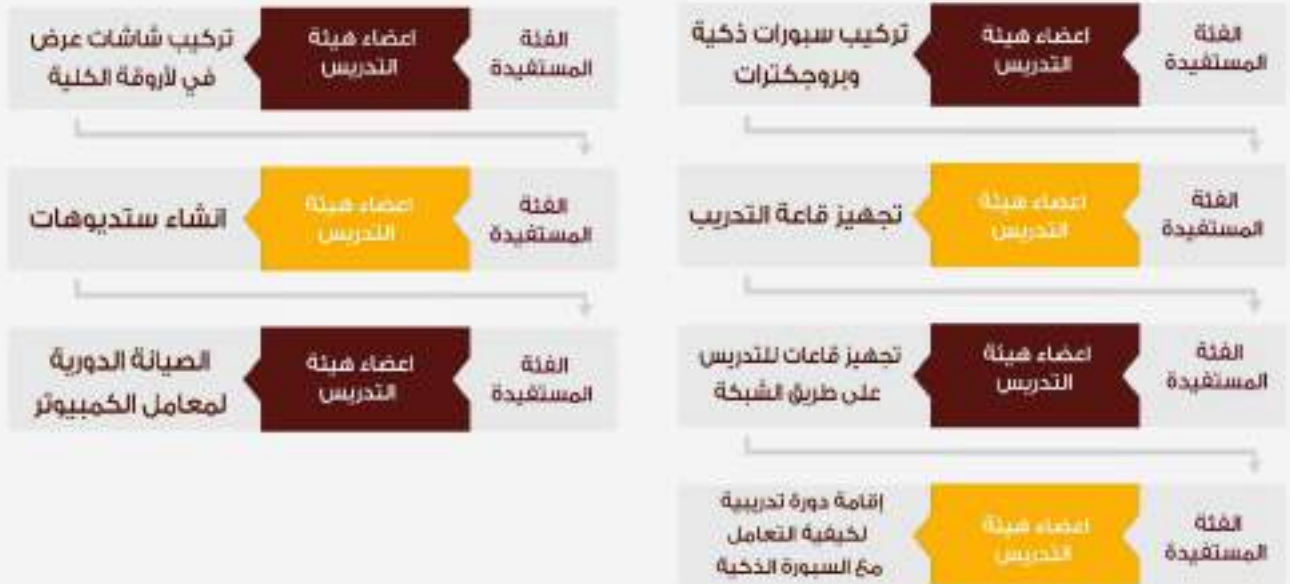 الفئة
المستفيدة
اعضاء هيئة
التدريس
تركيب سبورات ذكية
وبروجكترات
الفئة
المستفيدة
اعضاء هيئة
التدريس
تجهيز قاعة التدريب
الفئة
المستفيدة
اعضاء هيئة
التدريس
تجهيز قاعات للتدريس
على طريق الشبكة
الفئة
المستفيدة
اعضاء هيئة
التدريس
إقامة دورة تدريبية
لكيفية التعامل
مع السبورة الذكية
الفئة
المستفيدة
اعضاء هيئة
التدريس
تركيب شاشات عرض
في لأروقة الكلية
الفئة
المستفيدة
اعضاء هيئة
التدريس
انشاء ستديوهات
الفئة
المستفيدة
اعضاء هيئة
التدريس
الصيانة الدورية
لمعامل الكمبيوتر